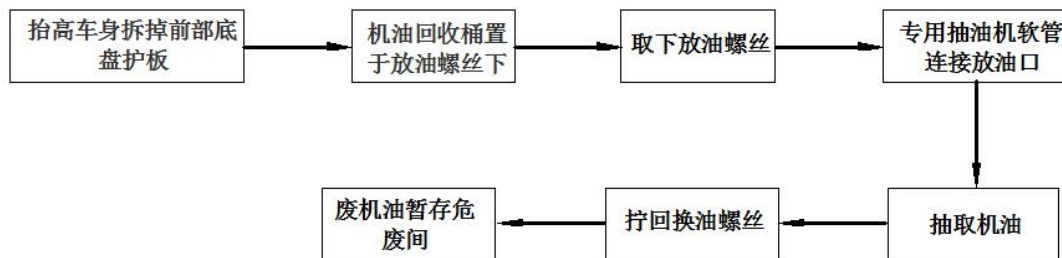 抬高车身拆掉前部底
盘护板
机油回收桶置
于放油螺丝下
取下放油螺丝
专用抽油机软管
连接放油口
抽取机油
拧回换油螺丝
废机油暂存危
废间